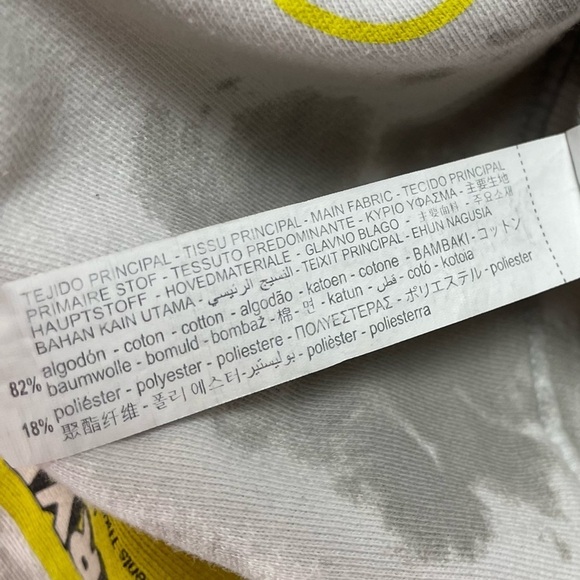 TEJIDO PRINCIPAL - TISSU PRINCIPAL - MAIN FABRIC - TECIDO PRINCIPAL
PRIMAIRE STOF - TESSUTO PREDOMINANTE - ΚΥΡΙΟ ΥΦΑΣΜΑ - 主要生地
HAUPTSTOFF - HOVEDMATERIALE - GLAVNO BLAGO - 主要面料 - 주요소재
BAHAN KAIN UTAMA - النسيج الرئيسي - TEIXIT PRINCIPAL - EHUN NAGUSIA
82% algodón - coton - cotton - algodão - katoen - cotone - ΒΑΜΒΑΚΙ - コットン
baumwolle - bomuld - bombaž - 棉 - 면 - katun - قطن - cotó - kotoia
18% poliéster - polyester - poliestere - ΠΟΛΥΕΣΤΕΡΑΣ - ポリエステル - poliester
聚酯纤维 - 폴리 에스터 - بوليستير - polièster - poliesterra